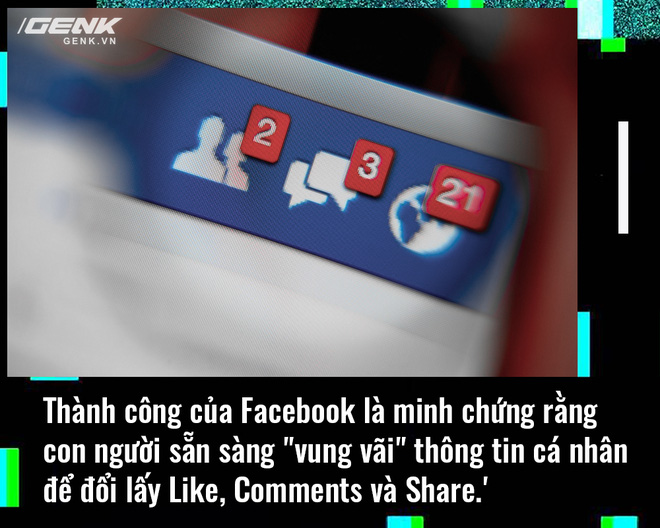 /GENK
GENK.VN
2
3
21
Thành công của Facebook là minh chứng rằng
con người sẵn sàng "vung vãi" thông tin cá nhân
để đổi lấy Like, Comments và Share.'